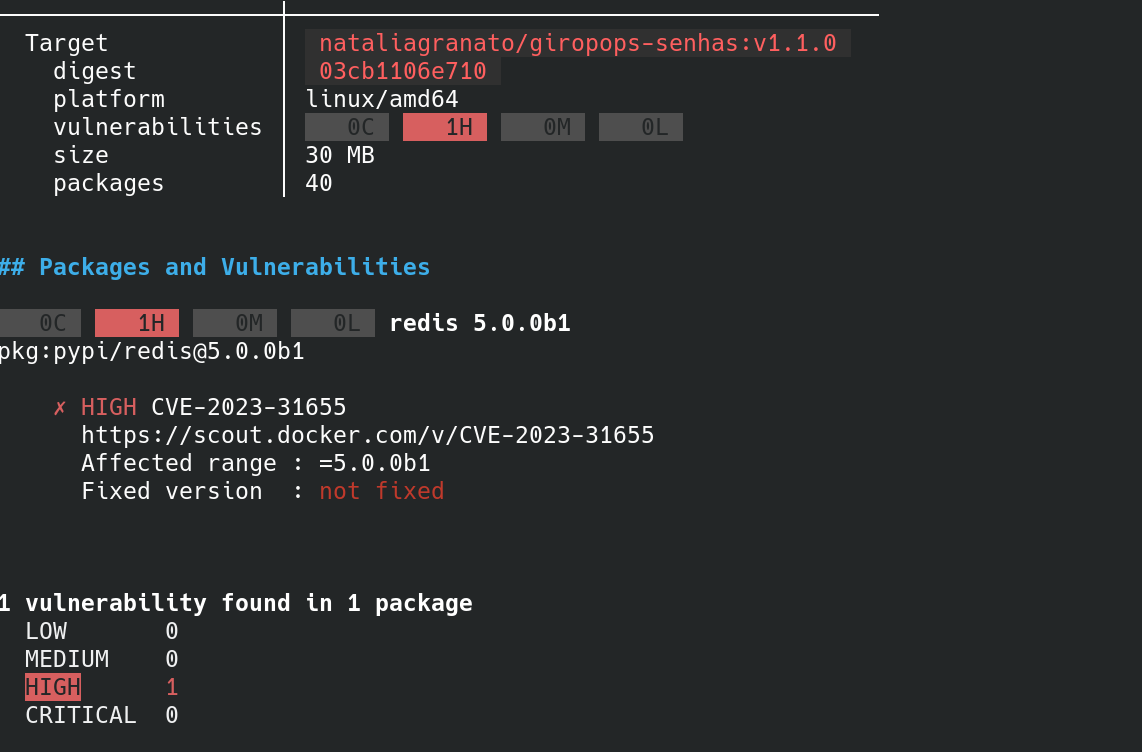 Target nataliagranato/giropops-senhas:v1.1.0
digest 03cb1106e710
platform linux/amd64
vulnerabilities 0C 1H 0M 0L
size 30 MB
packages 40
## Packages and Vulnerabilities
0C 1H 0M 0L redis 5.0.0b1
pkg:pypi/redis@5.0.0b1
✗ HIGH CVE-2023-31655
https://scout.docker.com/v/CVE-2023-31655
Affected range : =5.0.0b1
Fixed version : not fixed
1 vulnerability found in 1 package
LOW 0
MEDIUM 0
HIGH 1
CRITICAL 0